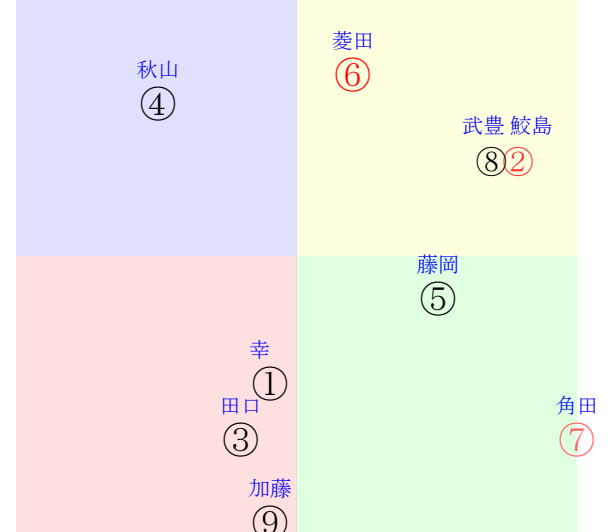 菱田
⑥
秋山
④
武豊 鮫島
⑧②
藤岡
⑤
幸
①
田口
③
角田
⑦
加藤
⑨